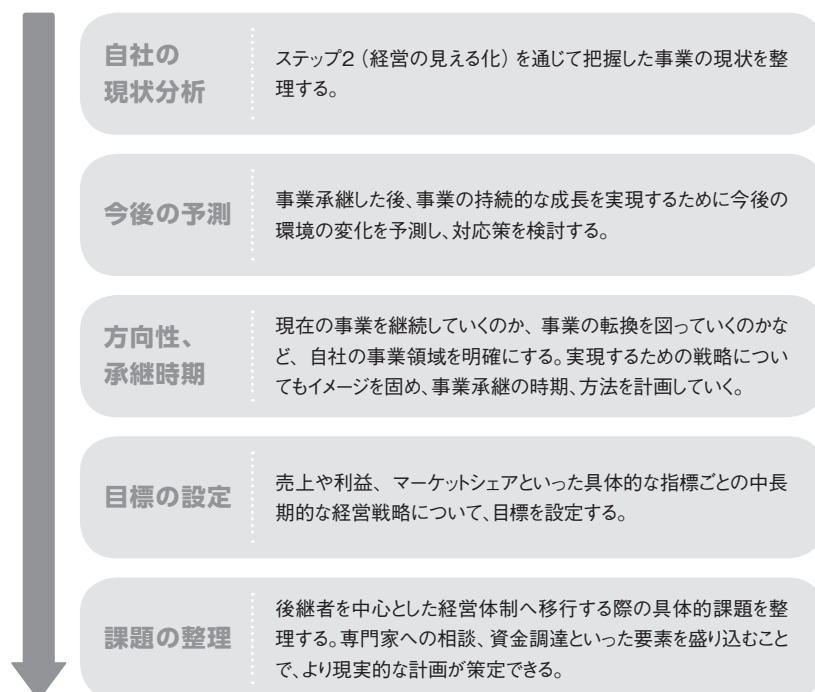 自社の
現状分析
ステップ2（経営の見える化）を通じて把握した事業の現状を整
理する。
今後の予測
事業承継した後、事業の持続的な成長を実現するために今後の
環境の変化を予測し、対応策を検討する。
方向性、
承継時期
現在の事業を継続していくのか、事業の転換を図っていくのかな
ど、自社の事業領域を明確にする。実現するための戦略につい
てもイメージを固め、事業承継の時期、方法を計画していく。
目標の設定
売上や利益、マーケットシェアといった具体的な指標ごとの中長
期的な経営戦略について、目標を設定する。
課題の整理
後継者を中心とした経営体制へ移行する際の具体的課題を整
理する。専門家への相談、資金調達といった要素を盛り込むこと
で、より現実的な計画が策定できる。